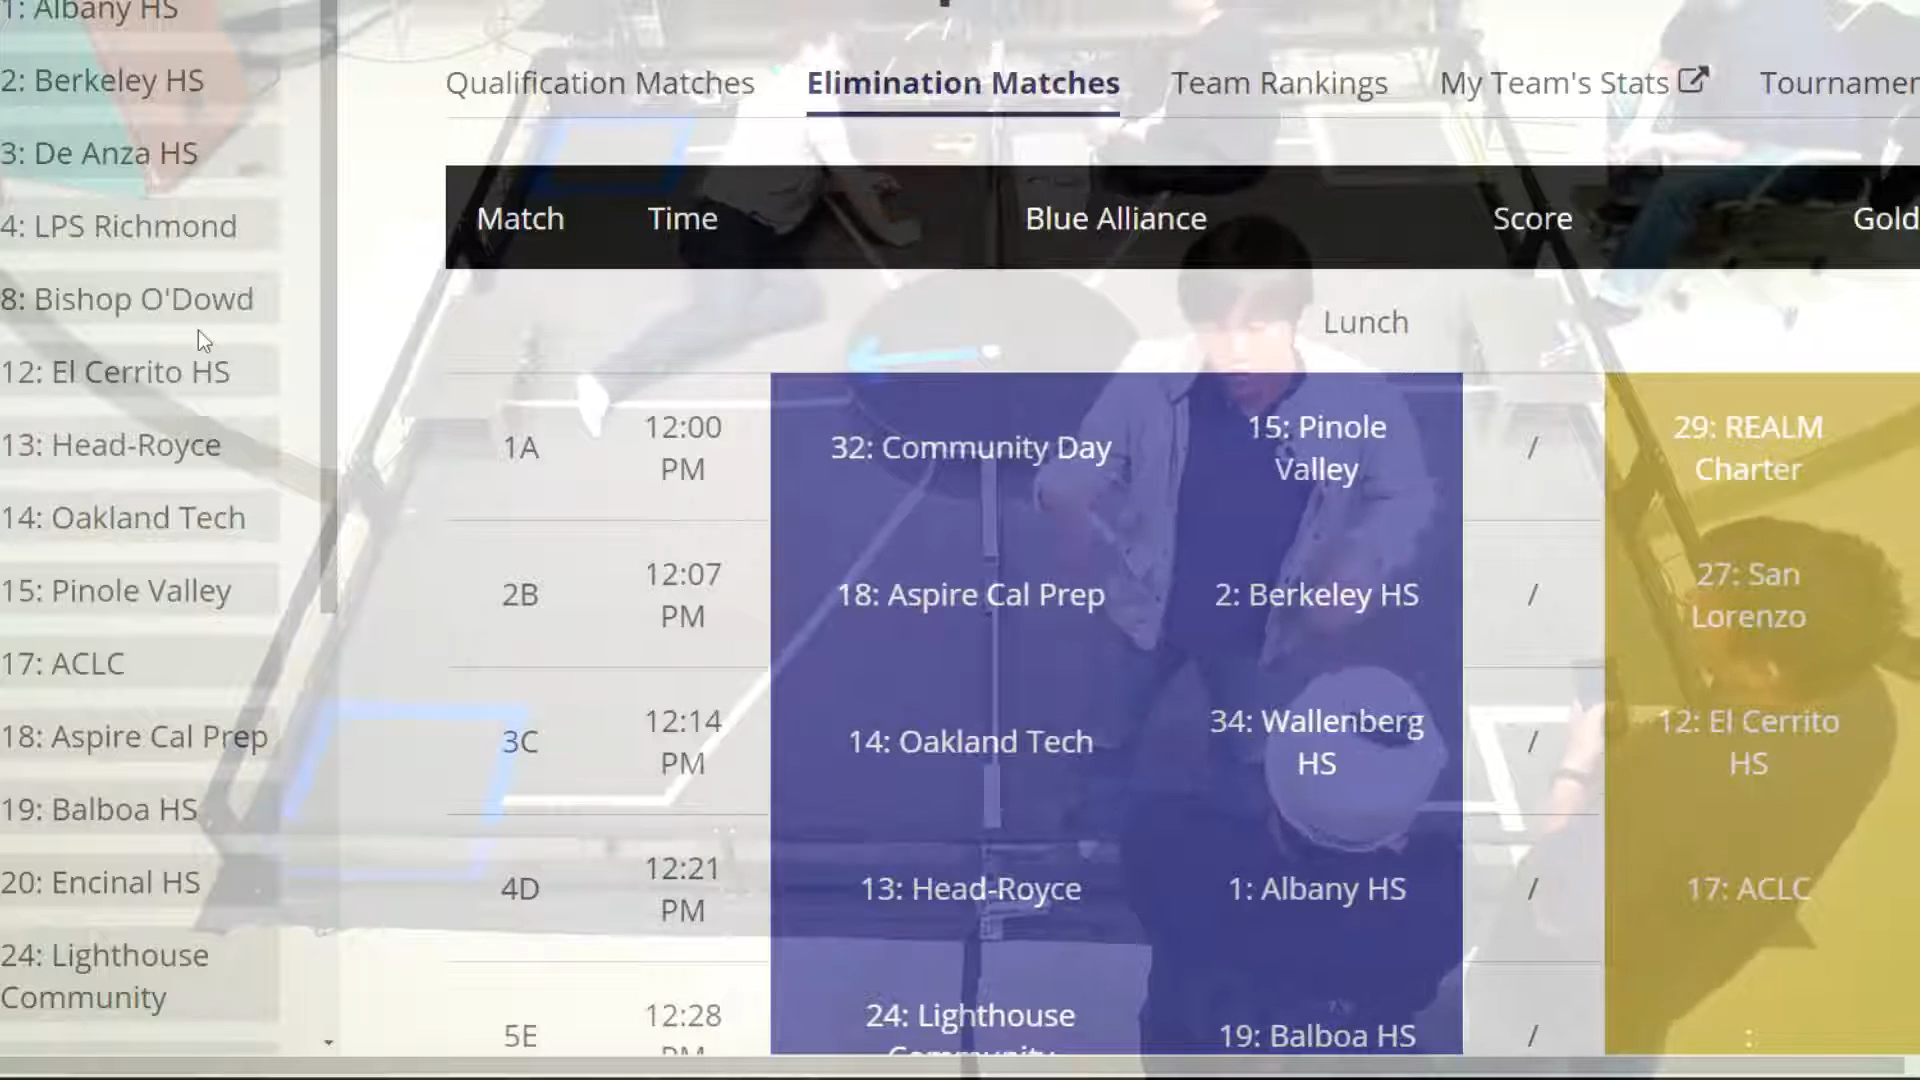 1: Albany HS
2: Berkeley HS
3: De Anza HS
4: LPS Richmond
8: Bishop O'Dowd
12: El Cerrito HS
13: Head-Royce
14: Oakland Tech
15: Pinole Valley
17: ACLC
18: Aspire Cal Prep
19: Balboa HS
20: Encinal HS
24: Lighthouse
Community
Qualification Matches Elimination Matches Team Rankings My Team's Stats Tournamen
Match Time Blue Alliance Score Gold
Lunch
1A 12:00 PM 32: Community Day 15: Pinole Valley / 29: REALM Charter
2B 12:07 PM 18: Aspire Cal Prep 2: Berkeley HS / 27: San Lorenzo
3C 12:14 PM 14: Oakland Tech 34: Wallenberg HS / 12: El Cerrito HS
4D 12:21 PM 13: Head-Royce 1: Albany HS / 17: ACLC
5E 12:28 PM 24: Lighthouse Community 19: Balboa HS / :